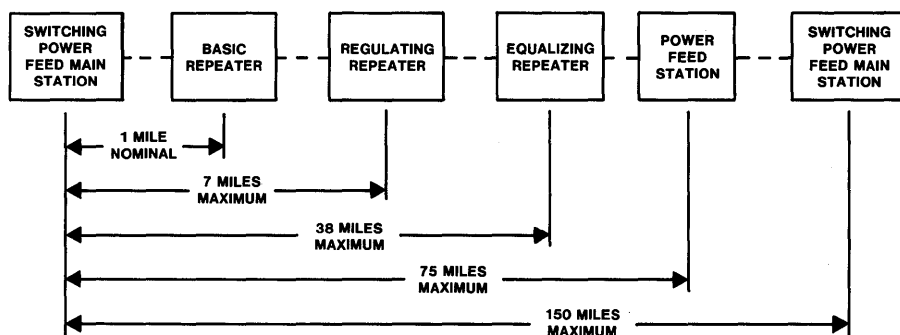 SWITCHING
POWER
FEED MAIN
STATION
BASIC
REPEATER
REGULATING
REPEATER
EQUALIZING
REPEATER
POWER
FEED
STATION
SWITCHING
POWER
FEED MAIN
STATION
1 MILE
NOMINAL
7 MILES
MAXIMUM
38 MILES
MAXIMUM
75 MILES
MAXIMUM
150 MILES
MAXIMUM